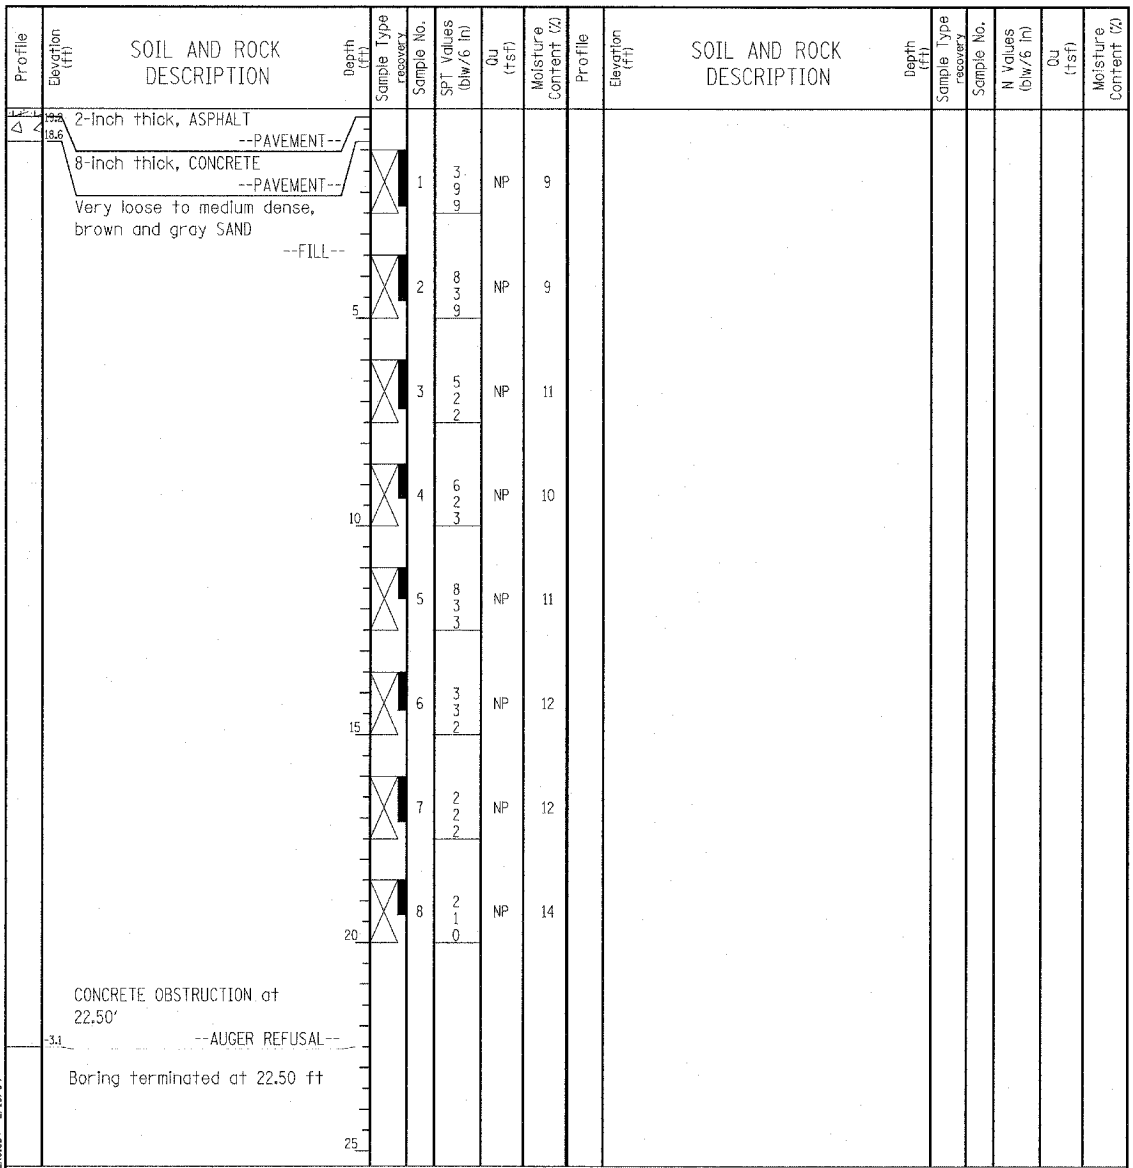 Profile
Elevation (ft)
SOIL AND ROCK
DESCRIPTION
Depth (ft)
Sample Type
recovery
Sample No.
SPT Values
(blw/6 in)
Qu
(tsf)
Moisture
Content (%)
Profile
Elevation (ft)
SOIL AND ROCK
DESCRIPTION
Depth (ft)
Sample Type
recovery
Sample No.
N Values
(blw/6 in)
Qu
(tsf)
Moisture
Content (%)
2-inch thick, ASPHALT
--PAVEMENT--
18.6
8-inch thick, CONCRETE
--PAVEMENT--
Very loose to medium dense,
brown and gray SAND
--FILL--
1 3 9 9 NP 9
2 8 3 9 NP 9
5
3 5 2 2 NP 11
4 6 2 3 NP 10
10
5 8 3 3 NP 11
6 3 3 2 NP 12
15
7 2 2 2 NP 12
8 2 1 0 NP 14
20
CONCRETE OBSTRUCTION at
22.50'
-3.1 --AUGER REFUSAL--
Boring terminated at 22.50 ft
25